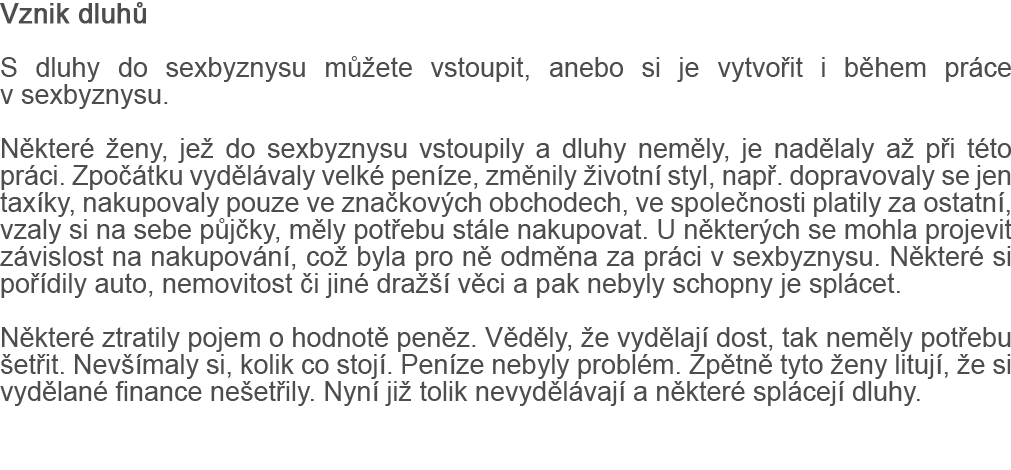 Vznik dluhů
S dluhy do sexbyznysu můžete vstoupit, anebo si je vytvořit i během práce
v sexbyznysu.
Některé ženy, jež do sexbyznysu vstoupily a dluhy neměly, je nadělaly až při této
práci. Zpočátku vydělávaly velké peníze, změnily životní styl, např. dopravovaly se jen
taxíky, nakupovaly pouze ve značkových obchodech, ve společnosti platily za ostatní,
vzaly si na sebe půjčky, měly potřebu stále nakupovat. U některých se mohla projevit
závislost na nakupování, což byla pro ně odměna za práci v sexbyznysu. Některé si
pořídily auto, nemovitost či jiné dražší věci a pak nebyly schopny je splácet.
Některé ztratily pojem o hodnotě peněz. Věděly, že vydělají dost, tak neměly potřebu
šetřit. Nevšímaly si, kolik co stojí. Peníze nebyly problém. Zpětně tyto ženy litují, že si
vydělané finance nešetřily. Nyní již tolik nevydělávají a některé splácejí dluhy.